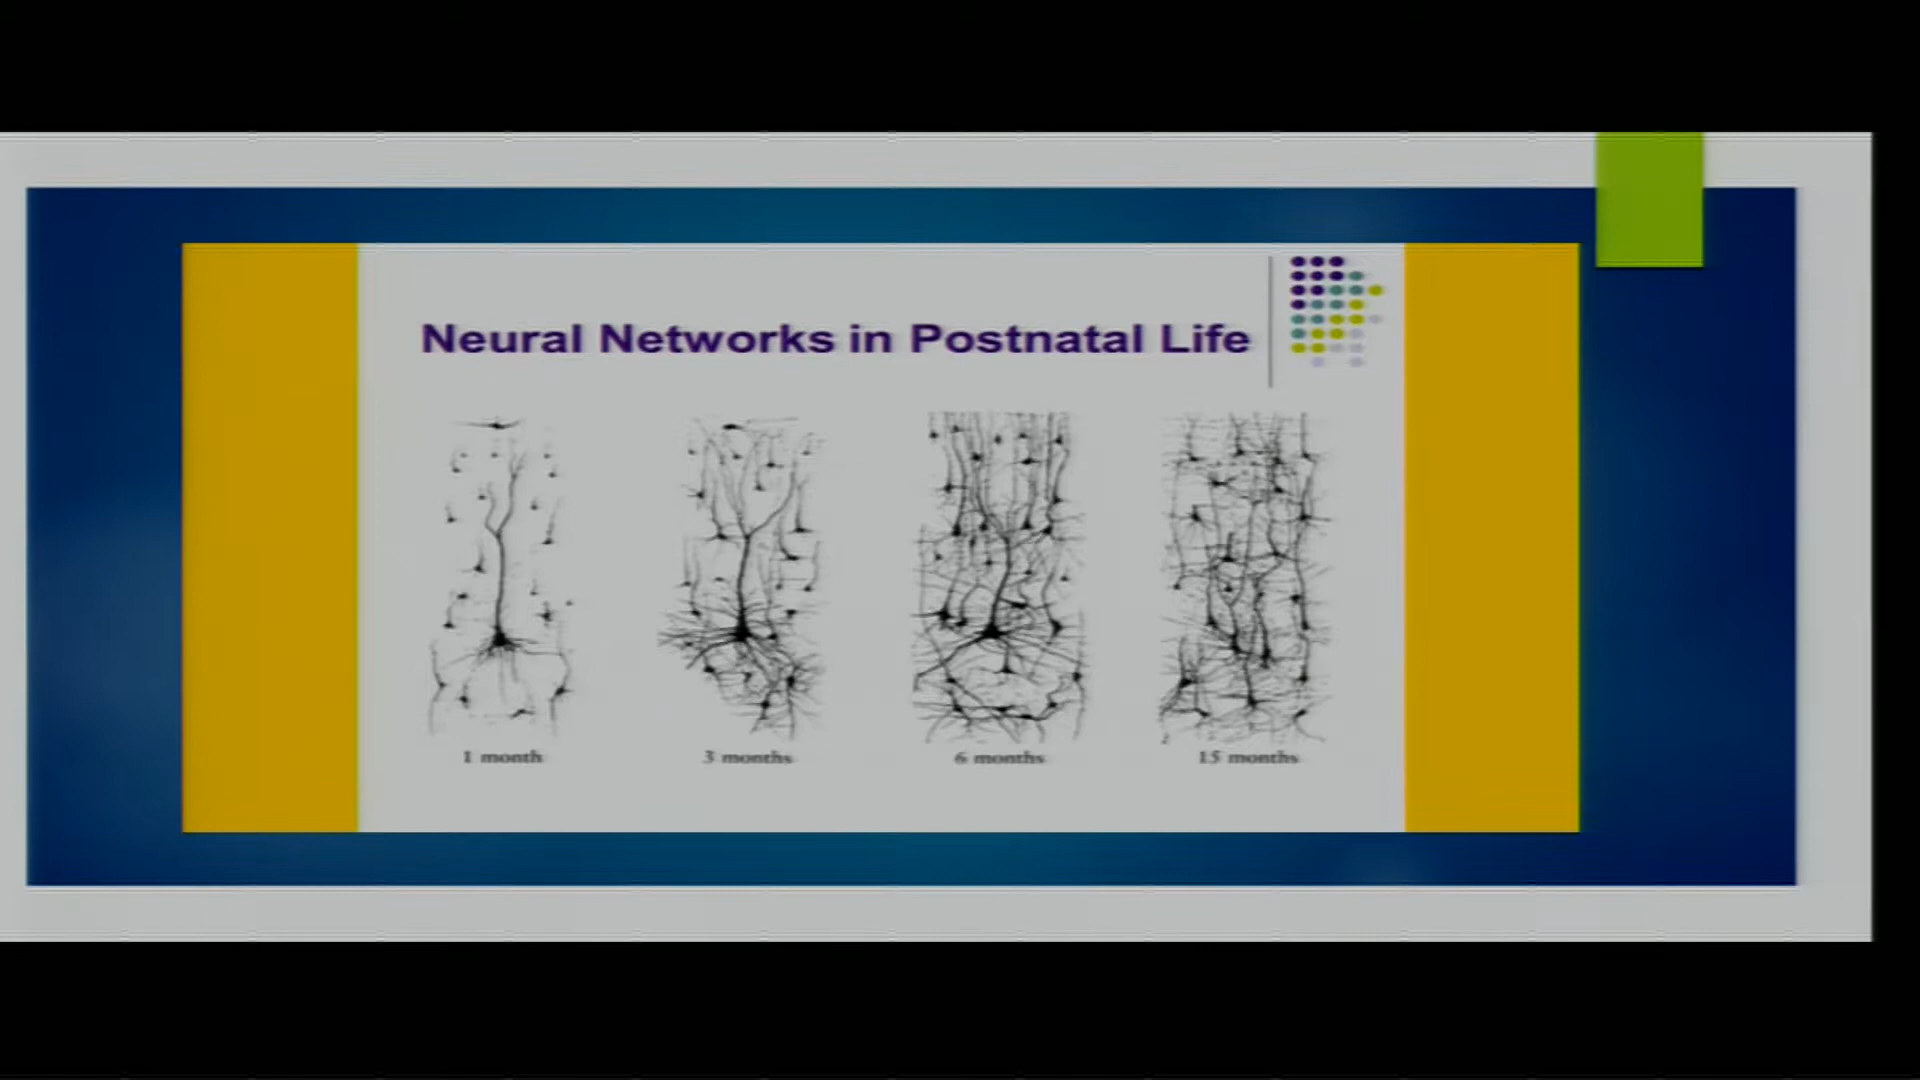 Neural Networks in Postnatal Life
1 month
3 months
6 months
15 months